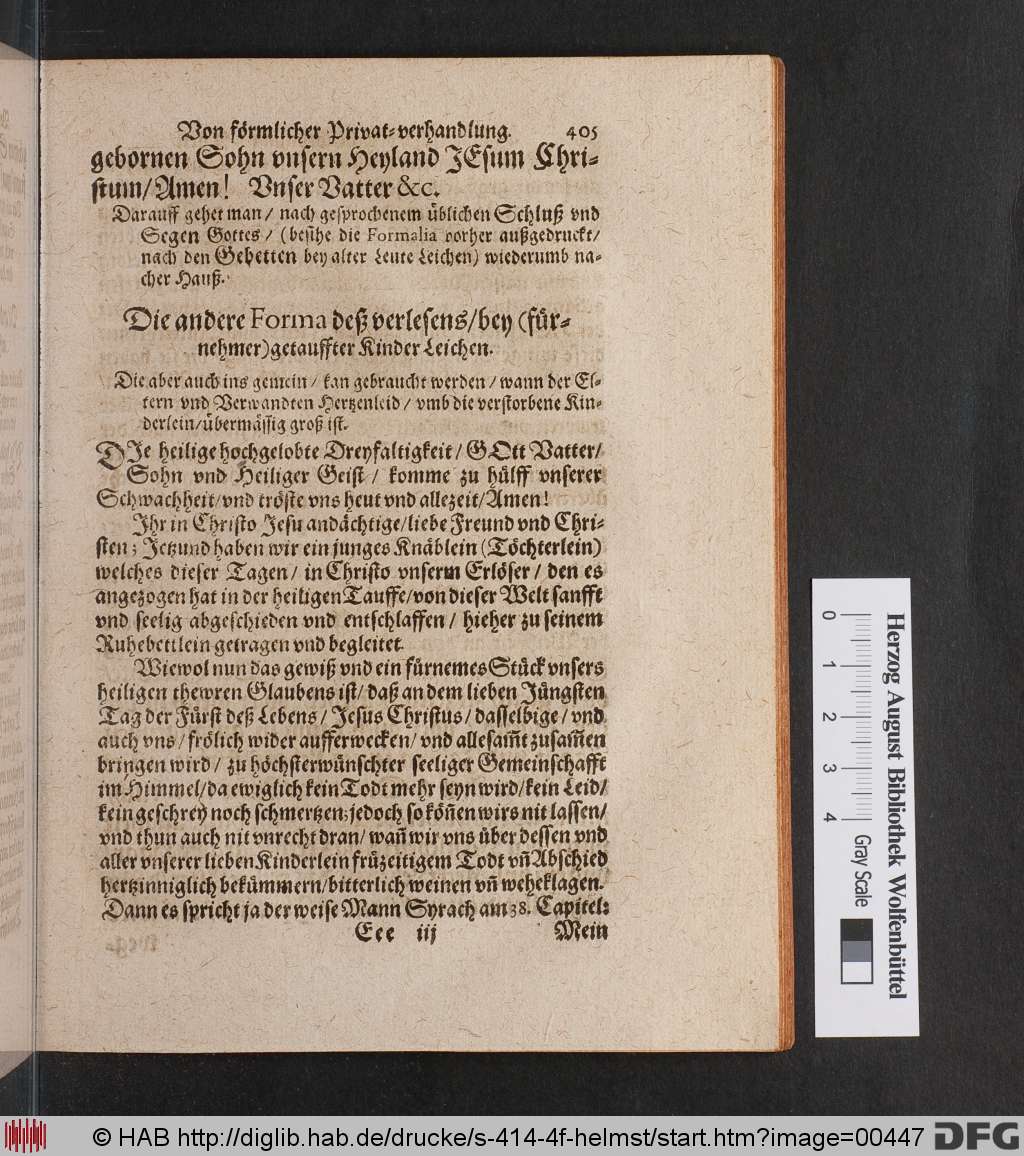 Von förmlicher Privat-verhandlung. 405
gebornen Sohn vnsern Heyland JEsum Chri-
stum/Amen! Vnser Vatter &c.
Darauff gehet man/ nach gesprochenem üblichen Schluß vnd
Segen Gottes/ (besihe die Formalia vorher außgedruckt/
nach den Gebetten bey alter Leute Leichen) wiederumb na-
cher Hauß.
Die andere Forma deß verlesens/bey (für-
nehmer) getauffter Kinder Leichen.
Die aber auch ins gemein/ kan gebraucht werden/ wann der El-
tern vnd Verwandten Hertzenleid/ vmb die verstorbene Kin-
derlein/übermässig groß ist.
DIe heilige hochgelobte Dreyfaltigkeit/ GOtt Vatter/
Sohn vnd Heiliger Geist/ komme zu hülff vnserer
Schwachheit/vnd tröste vns heut vnd allezeit/Amen!
Ihr in Christo Jesu andächtige/liebe Freund vnd Chri-
sten; Jetzund haben wir ein junges Knäblein (Töchterlein)
welches dieser Tagen/ in Christo vnserm Erlöser/ den es
angezogen hat in der heiligen Tauffe/von dieser Welt sanfft
vnd seelig abgeschieden vnd entschlaffen/ hieher zu seinem
Ruhebettlein getragen vnd begleitet.
Wiewol nun das gewiß vnd ein fürnemes Stück vnsers
heiligen thewren Glaubens ist/ daß an dem lieben Jüngsten
Tag der Fürst deß Lebens/ Jesus Christus/ dasselbige/ vnd
auch vns/ frölich wider aufferwecken/ vnd allesam̃t zusam̃en
bringen wird/ zu höchsterwünschter seeliger Gemeinschafft
im Himmel/da ewiglich kein Todt mehr seyn wird/kein Leid/
kein geschrey noch schmertzen; jedoch so köñen wirs nit lassen/
vnd thun auch nit vnrecht dran/ wañ wir vns über dessen vnd
aller vnserer lieben Kinderlein früzeitigem Todt vñ Abschied
hertzinniglich bekümmern/bitterlich weinen vñ weheklagen.
Dann es spricht ja der weise Mann Syrach am 38. Capitel:
Eee iij Mein
0 1 2 3 4
Herzog August Bibliothek Wolfenbüttel
Gray Scale
© HAB http://diglib.hab.de/drucke/s-414-4f-helmst/start.htm?image=00447 DFG